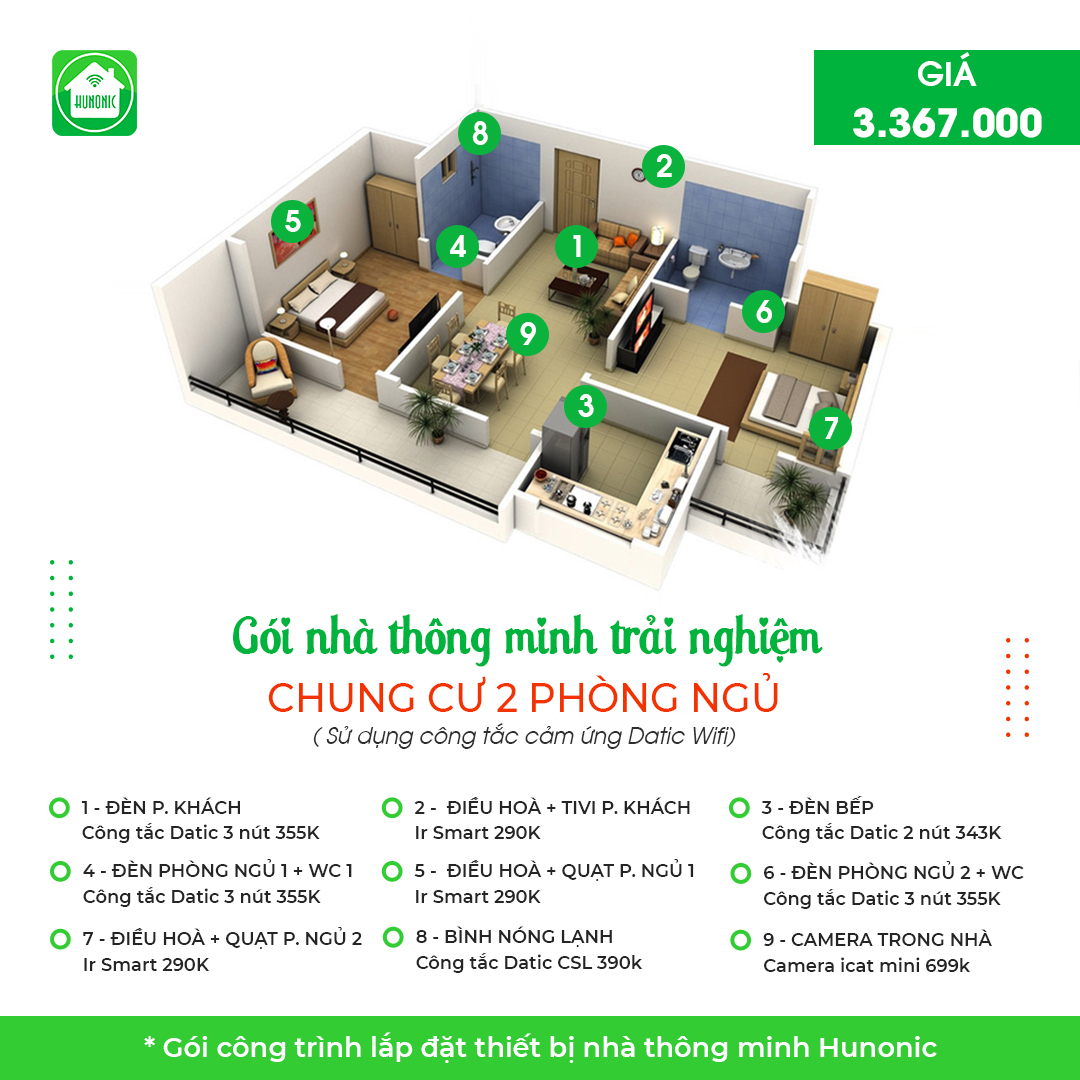 HUNONIC
GIÁ
3.367.000
8
2
5
4
1
6
9
3
7
Gói nhà thông minh trải nghiệm
CHUNG CƯ 2 PHÒNG NGỦ
( Sử dụng công tắc cảm ứng Datic Wifi)
1 - ĐÈN P. KHÁCH
Công tắc Datic 3 nút 355K
2 - ĐIỀU HOÀ + TIVI P. KHÁCH
Ir Smart 290K
3 - ĐÈN BẾP
Công tắc Datic 2 nút 343K
4 - ĐÈN PHÒNG NGỦ 1 + WC 1
Công tắc Datic 3 nút 355K
5 - ĐIỀU HOÀ + QUẠT P. NGỦ 1
Ir Smart 290K
6 - ĐÈN PHÒNG NGỦ 2 + WC
Công tắc Datic 3 nút 355K
7 - ĐIỀU HOÀ + QUẠT P. NGỦ 2
Ir Smart 290K
8 - BÌNH NÓNG LẠNH
Công tắc Datic CSL 390k
9 - CAMERA TRONG NHÀ
Camera icat mini 699k
* Gói công trình lắp đặt thiết bị nhà thông minh Hunonic